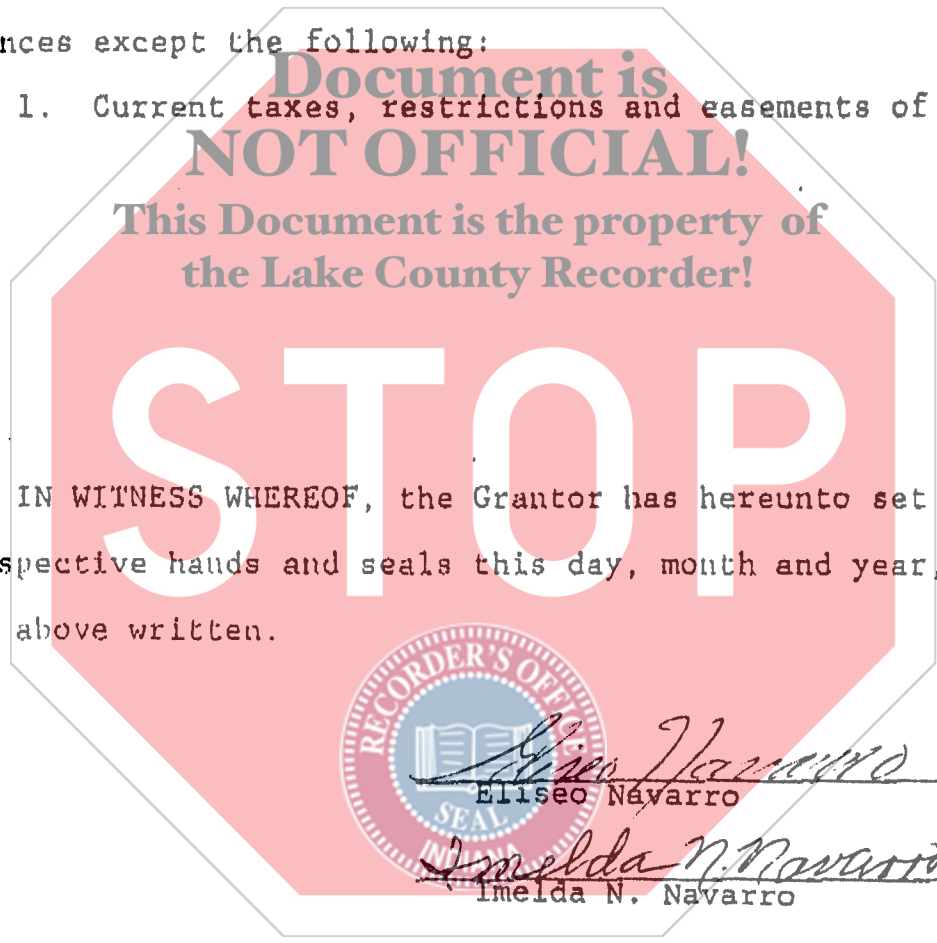 nces except the following:
Document is
1. Current taxes, restrictions and easements of
NOT OFFICIAL!
This Document is the property of
the Lake County Recorder!
STOP
IN WITNESS WHEREOF, the Grantor has hereunto set
spective hands and seals this day, month and year,
above written.
RECORDER'S OFFICE
Eliseo Navarro
Eliseo Navarro
SEAL
INDIANA
Imelda N. Navarro
Imelda N. Navarro